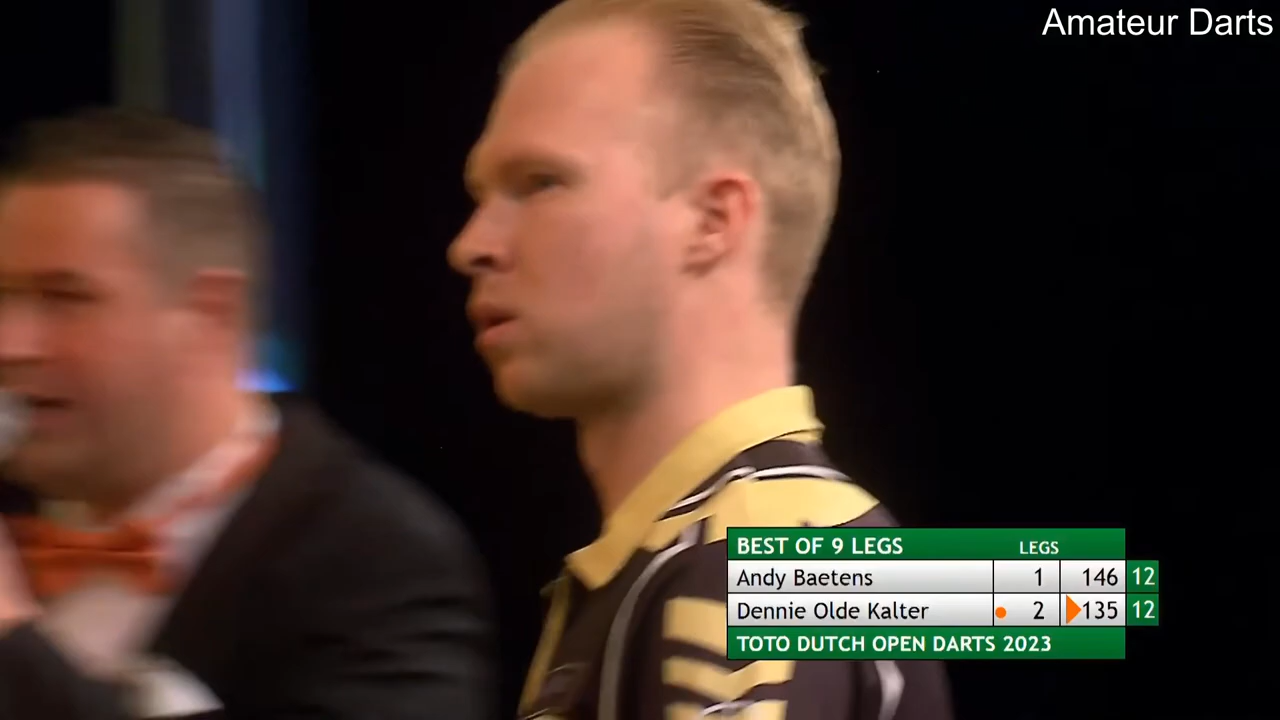 Amateur Darts
BEST OF 9 LEGS LEGS
Andy Baetens 1 146 12
Dennie Olde Kalter 2 135 12
TOTO DUTCH OPEN DARTS 2023